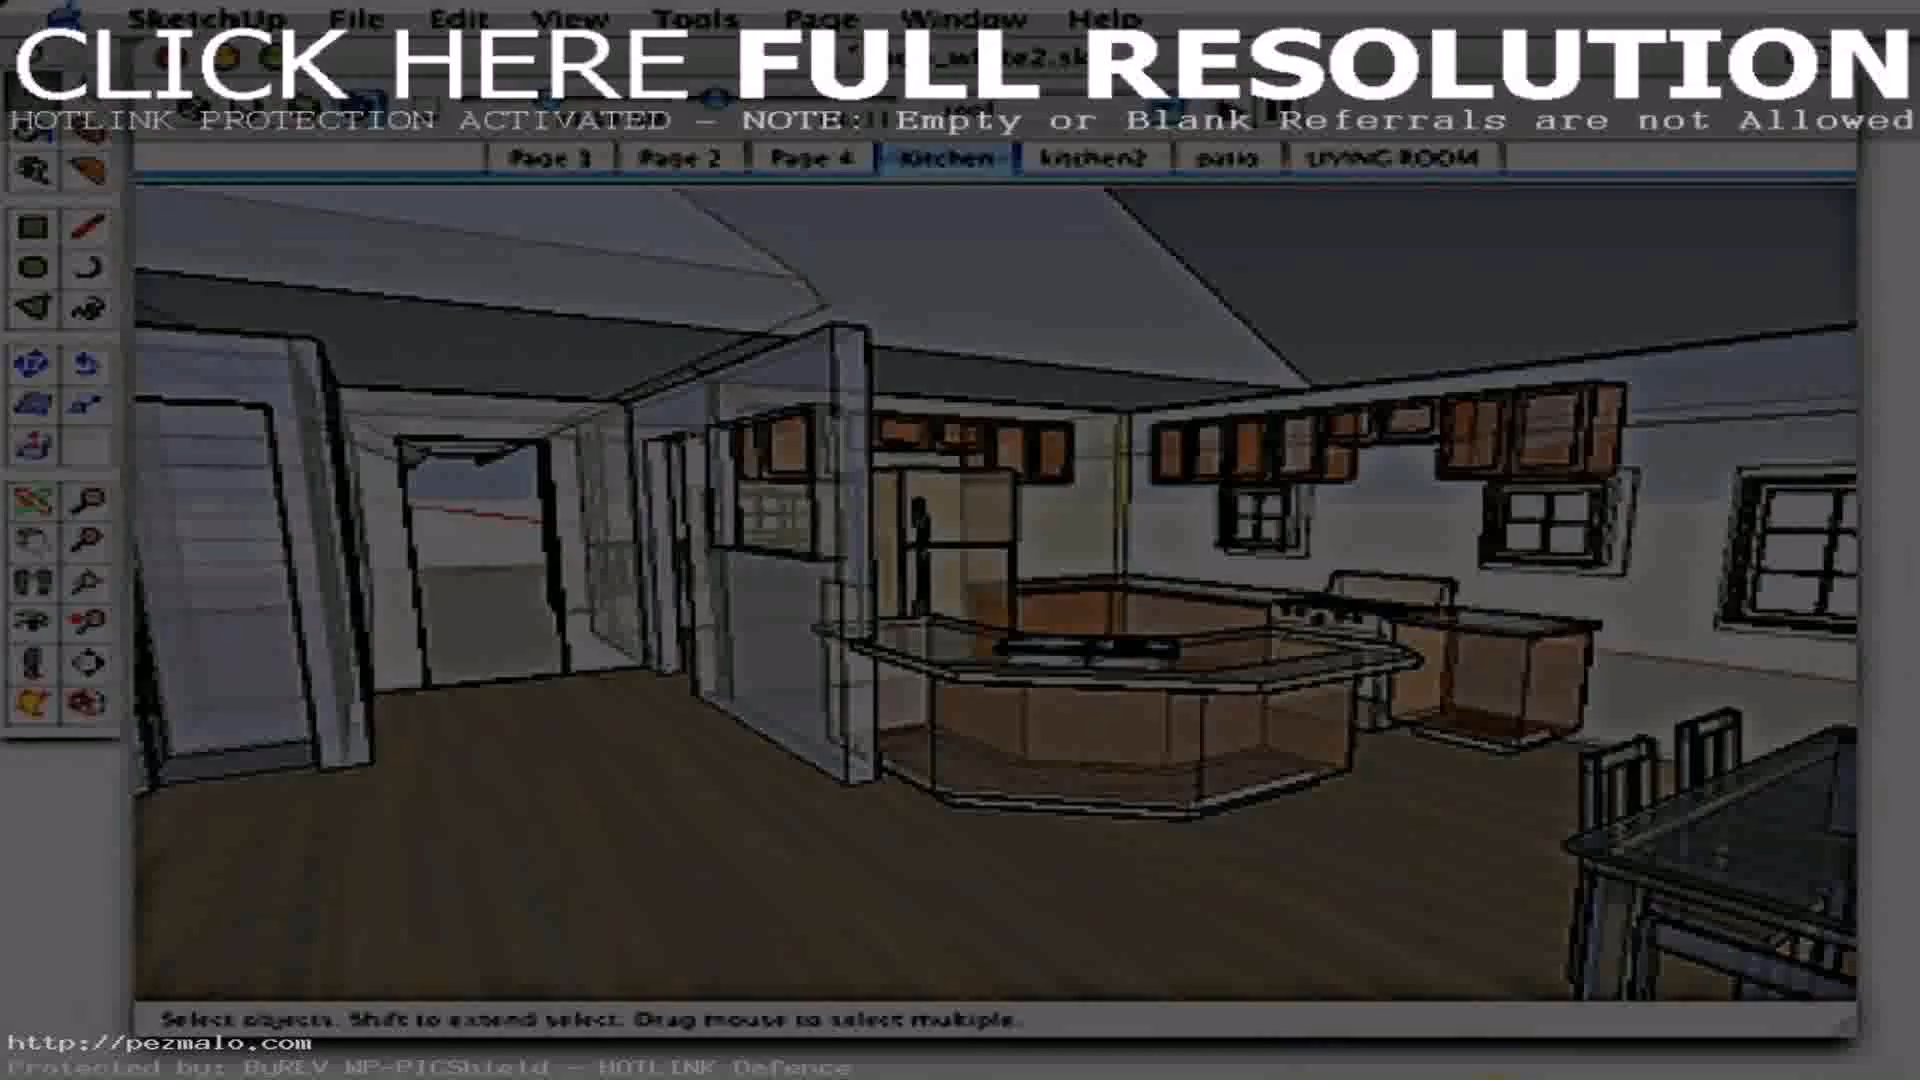 SketchUp File Edit View Tools Page Window Help
CLICK HERE FULL RESOLUTION
HOTLINK PROTECTION ACTIVATED – NOTE: Empty or Blank Referrals are not Allowed
Page 3 Page 2 Page 4 Kitchen kitchen2 patio LIVING ROOM
Select objects. Shift to extend select. Drag mouse to select multiple.
http://pezmalo.com
Protected by: ByREV WP-PICShield – HOTLINK Defence